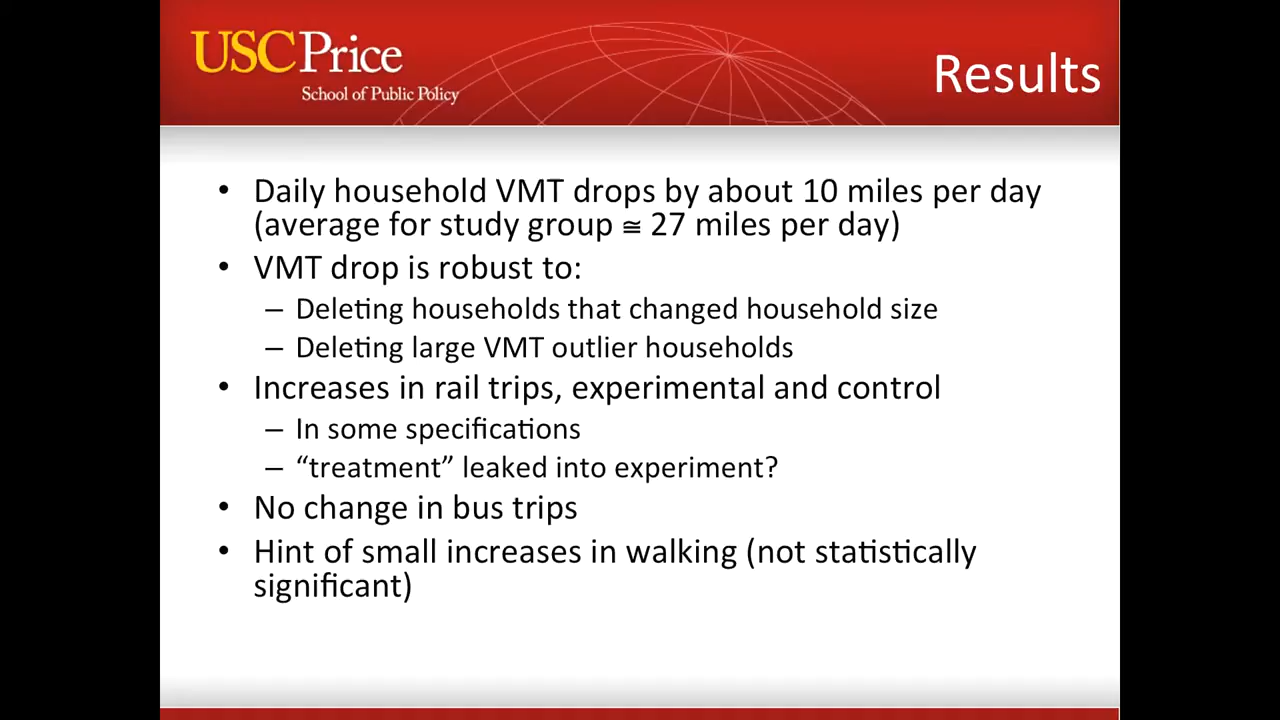 USCPrice
School of Public Policy
Results
• Daily household VMT drops by about 10 miles per day
(average for study group ≅ 27 miles per day)
• VMT drop is robust to:
– Deleting households that changed household size
– Deleting large VMT outlier households
• Increases in rail trips, experimental and control
– In some specifications
– “treatment” leaked into experiment?
• No change in bus trips
• Hint of small increases in walking (not statistically
significant)